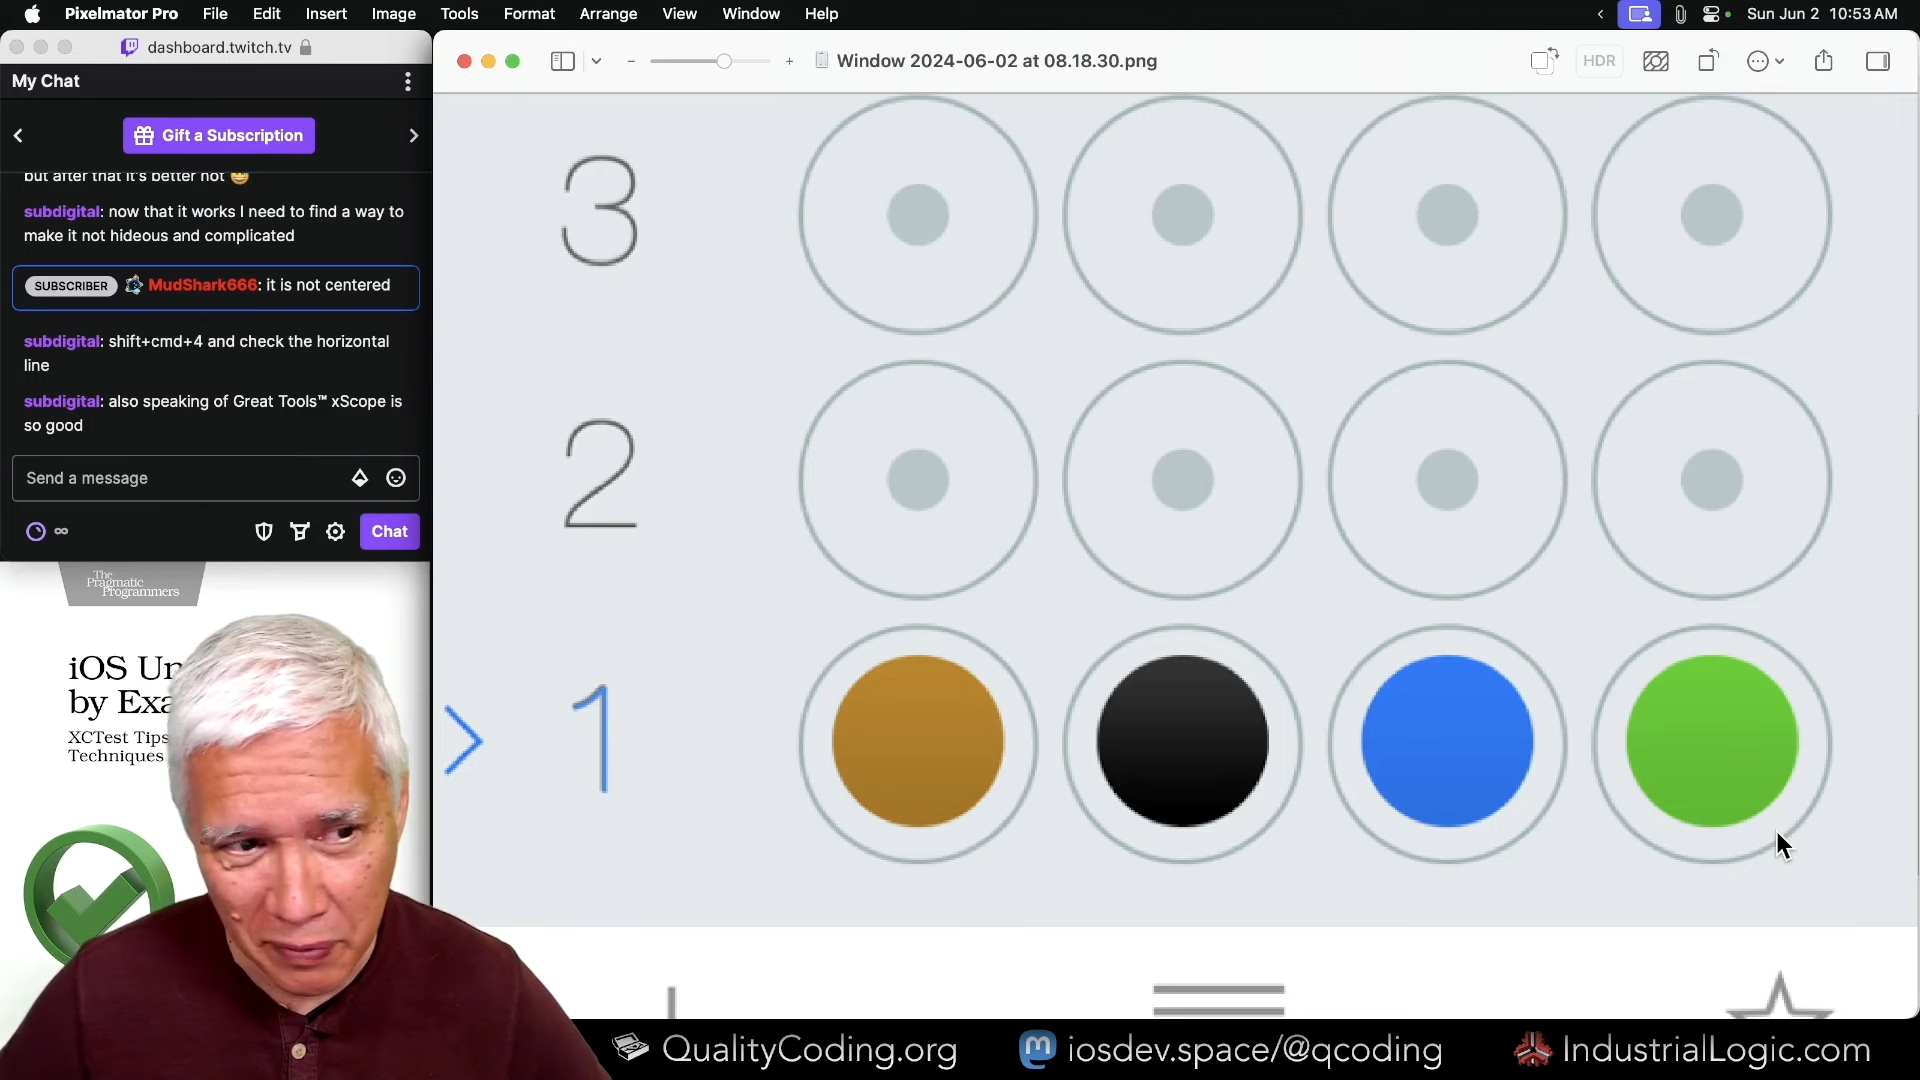 Pixelmator Pro File Edit Insert Image Tools Format Arrange View Window Help Sun Jun 2 10:53 AM
dashboard.twitch.tv
Window 2024-06-02 at 08.18.30.png
HDR
My Chat
Gift a Subscription
but after that it's better not 🤩
subdigital: now that it works I need to find a way to
make it not hideous and complicated
SUBSCRIBER MudShark666: it is not centered
subdigital: shift+cmd+4 and check the horizontal
line
subdigital: also speaking of Great Tools™ xScope is
so good
Send a message
∞
Chat
3
2
> 1
The
Pragmatic
Programmers
iOS Un
by Exa
XCTest Tips
Techniques
QualityCoding.org
iosdev.space/@qcoding
IndustrialLogic.com